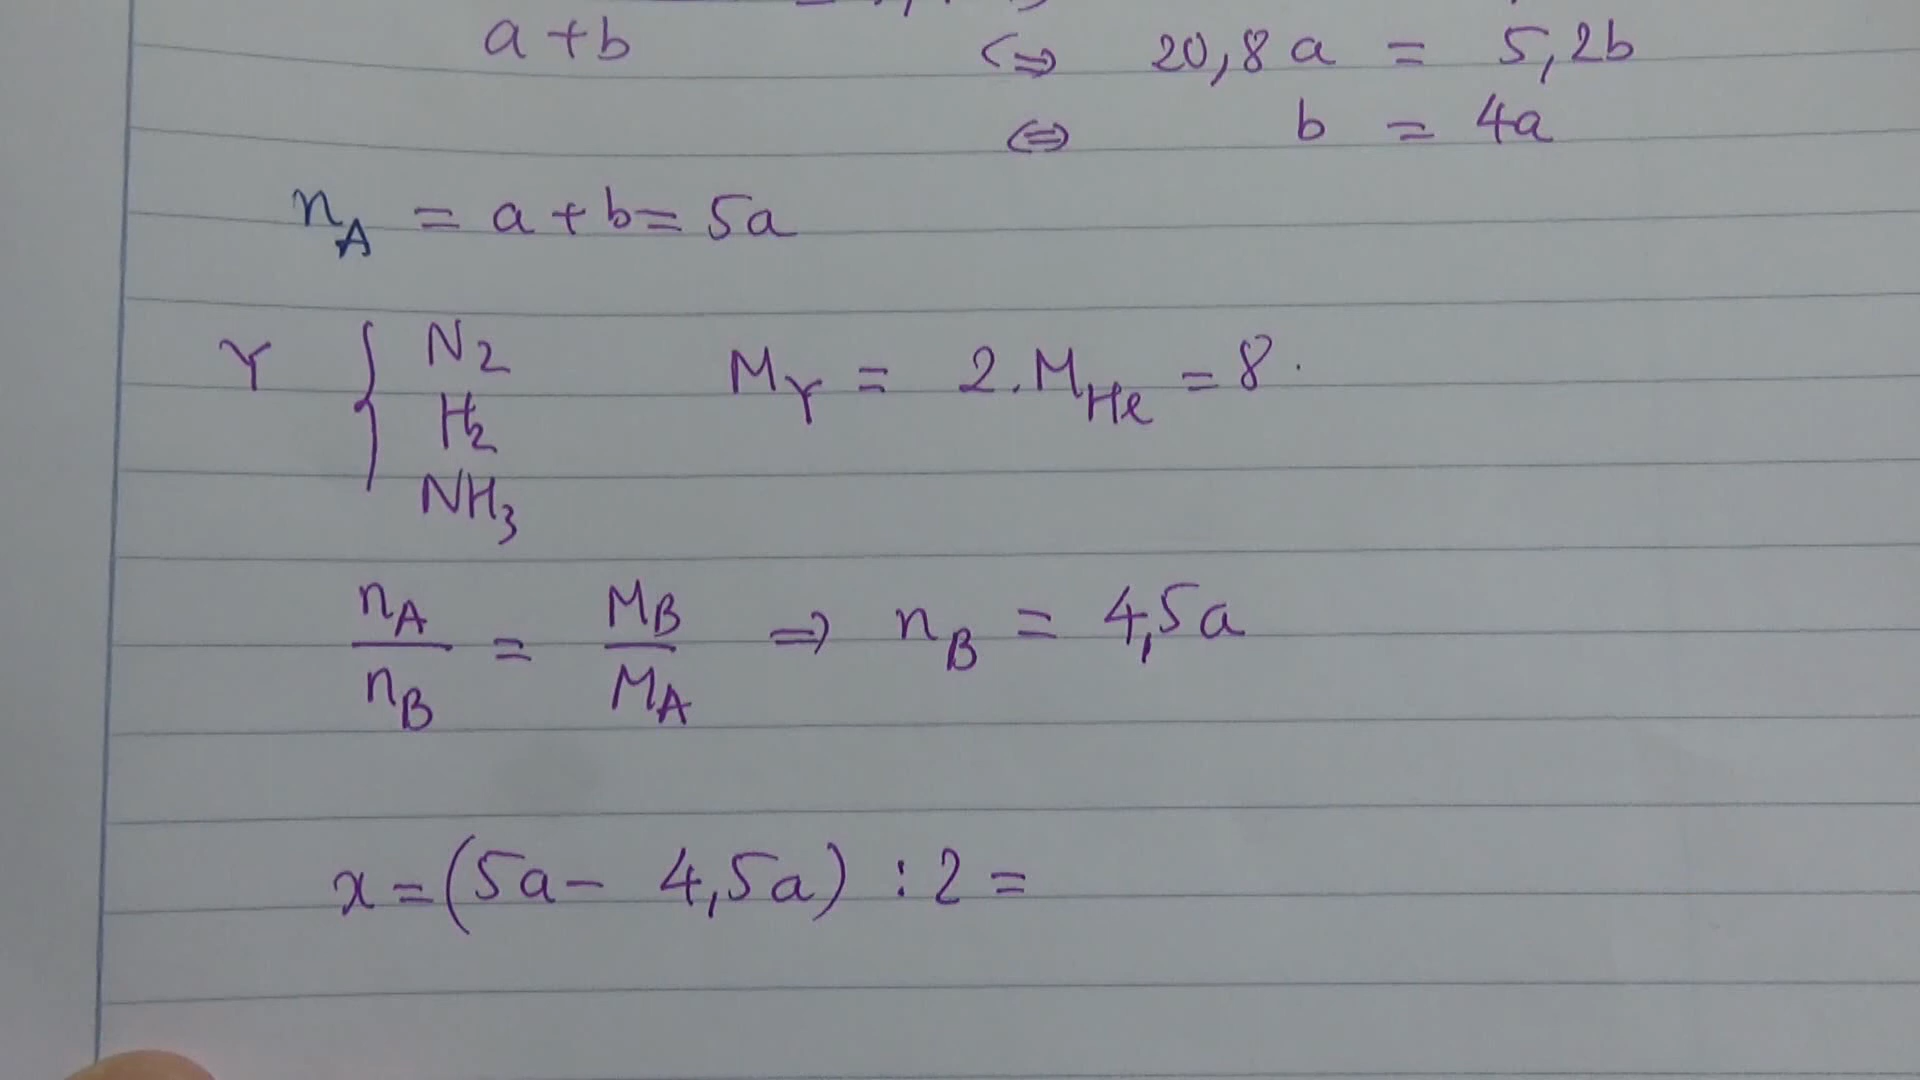 a + b
<=> 20,8 a = 5,2b
<=> b = 4a
n_A = a + b = 5a
Y { N2 M_Y = 2. M_He = 8.
H2
NH3
n_A / n_B = M_B / M_A => n_B = 4,5a
x = (5a - 4,5a) : 2 =